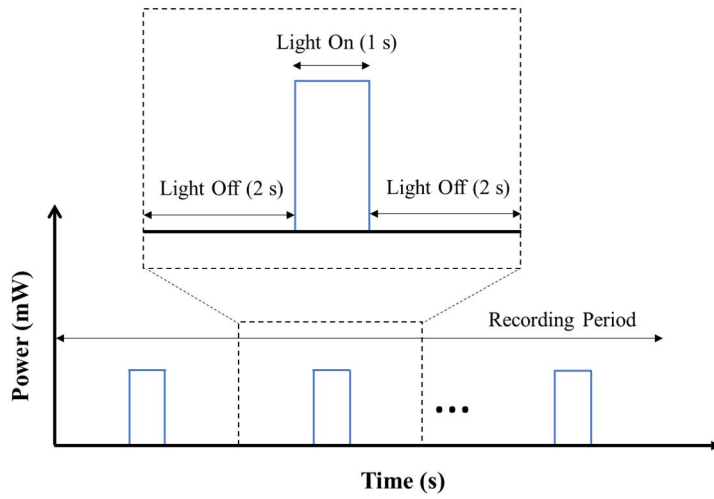 Light On (1 s)
Light Off (2 s)
Light Off (2 s)
Power (mW)
Recording Period
...
Time (s)